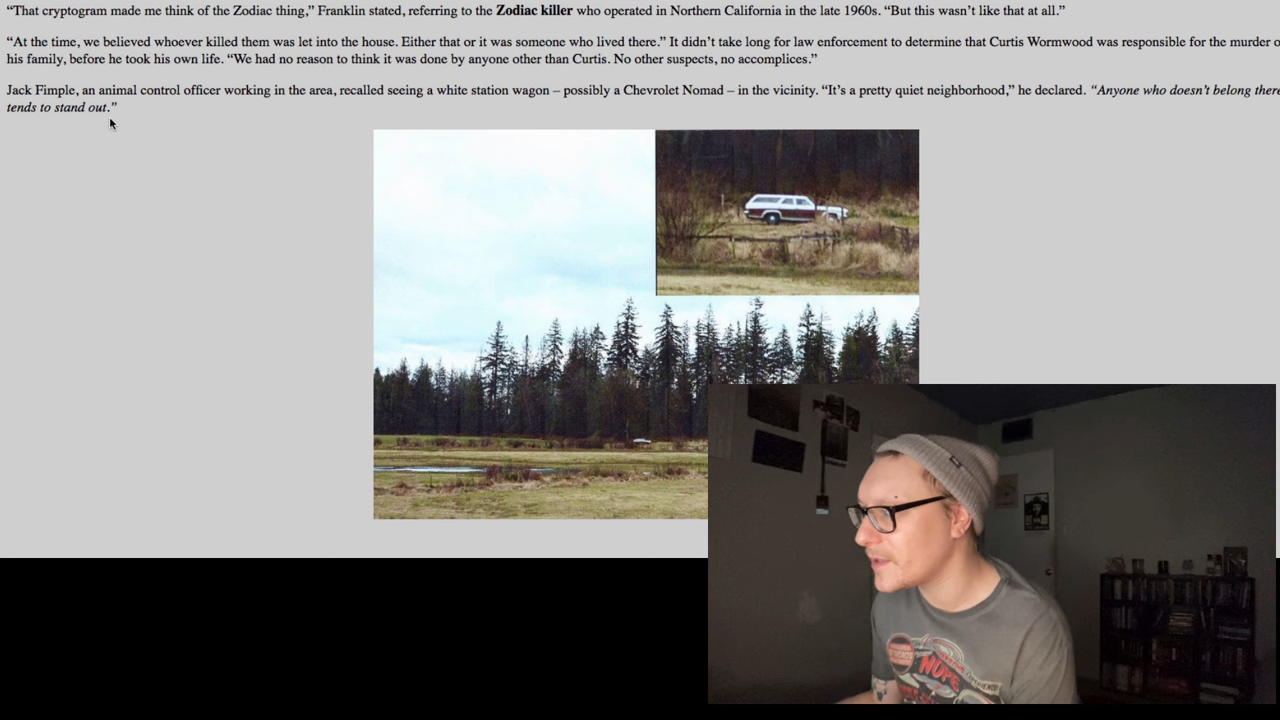 “That cryptogram made me think of the Zodiac thing,” Franklin stated, referring to the Zodiac killer who operated in Northern California in the late 1960s. “But this wasn’t like that at all.”
“At the time, we believed whoever killed them was let into the house. Either that or it was someone who lived there.” It didn’t take long for law enforcement to determine that Curtis Wormwood was responsible for the murder o
his family, before he took his own life. “We had no reason to think it was done by anyone other than Curtis. No other suspects, no accomplices.”
Jack Fimple, an animal control officer working in the area, recalled seeing a white station wagon – possibly a Chevrolet Nomad – in the vicinity. “It’s a pretty quiet neighborhood,” he declared. “Anyone who doesn’t belong there
tends to stand out.”
NOPE